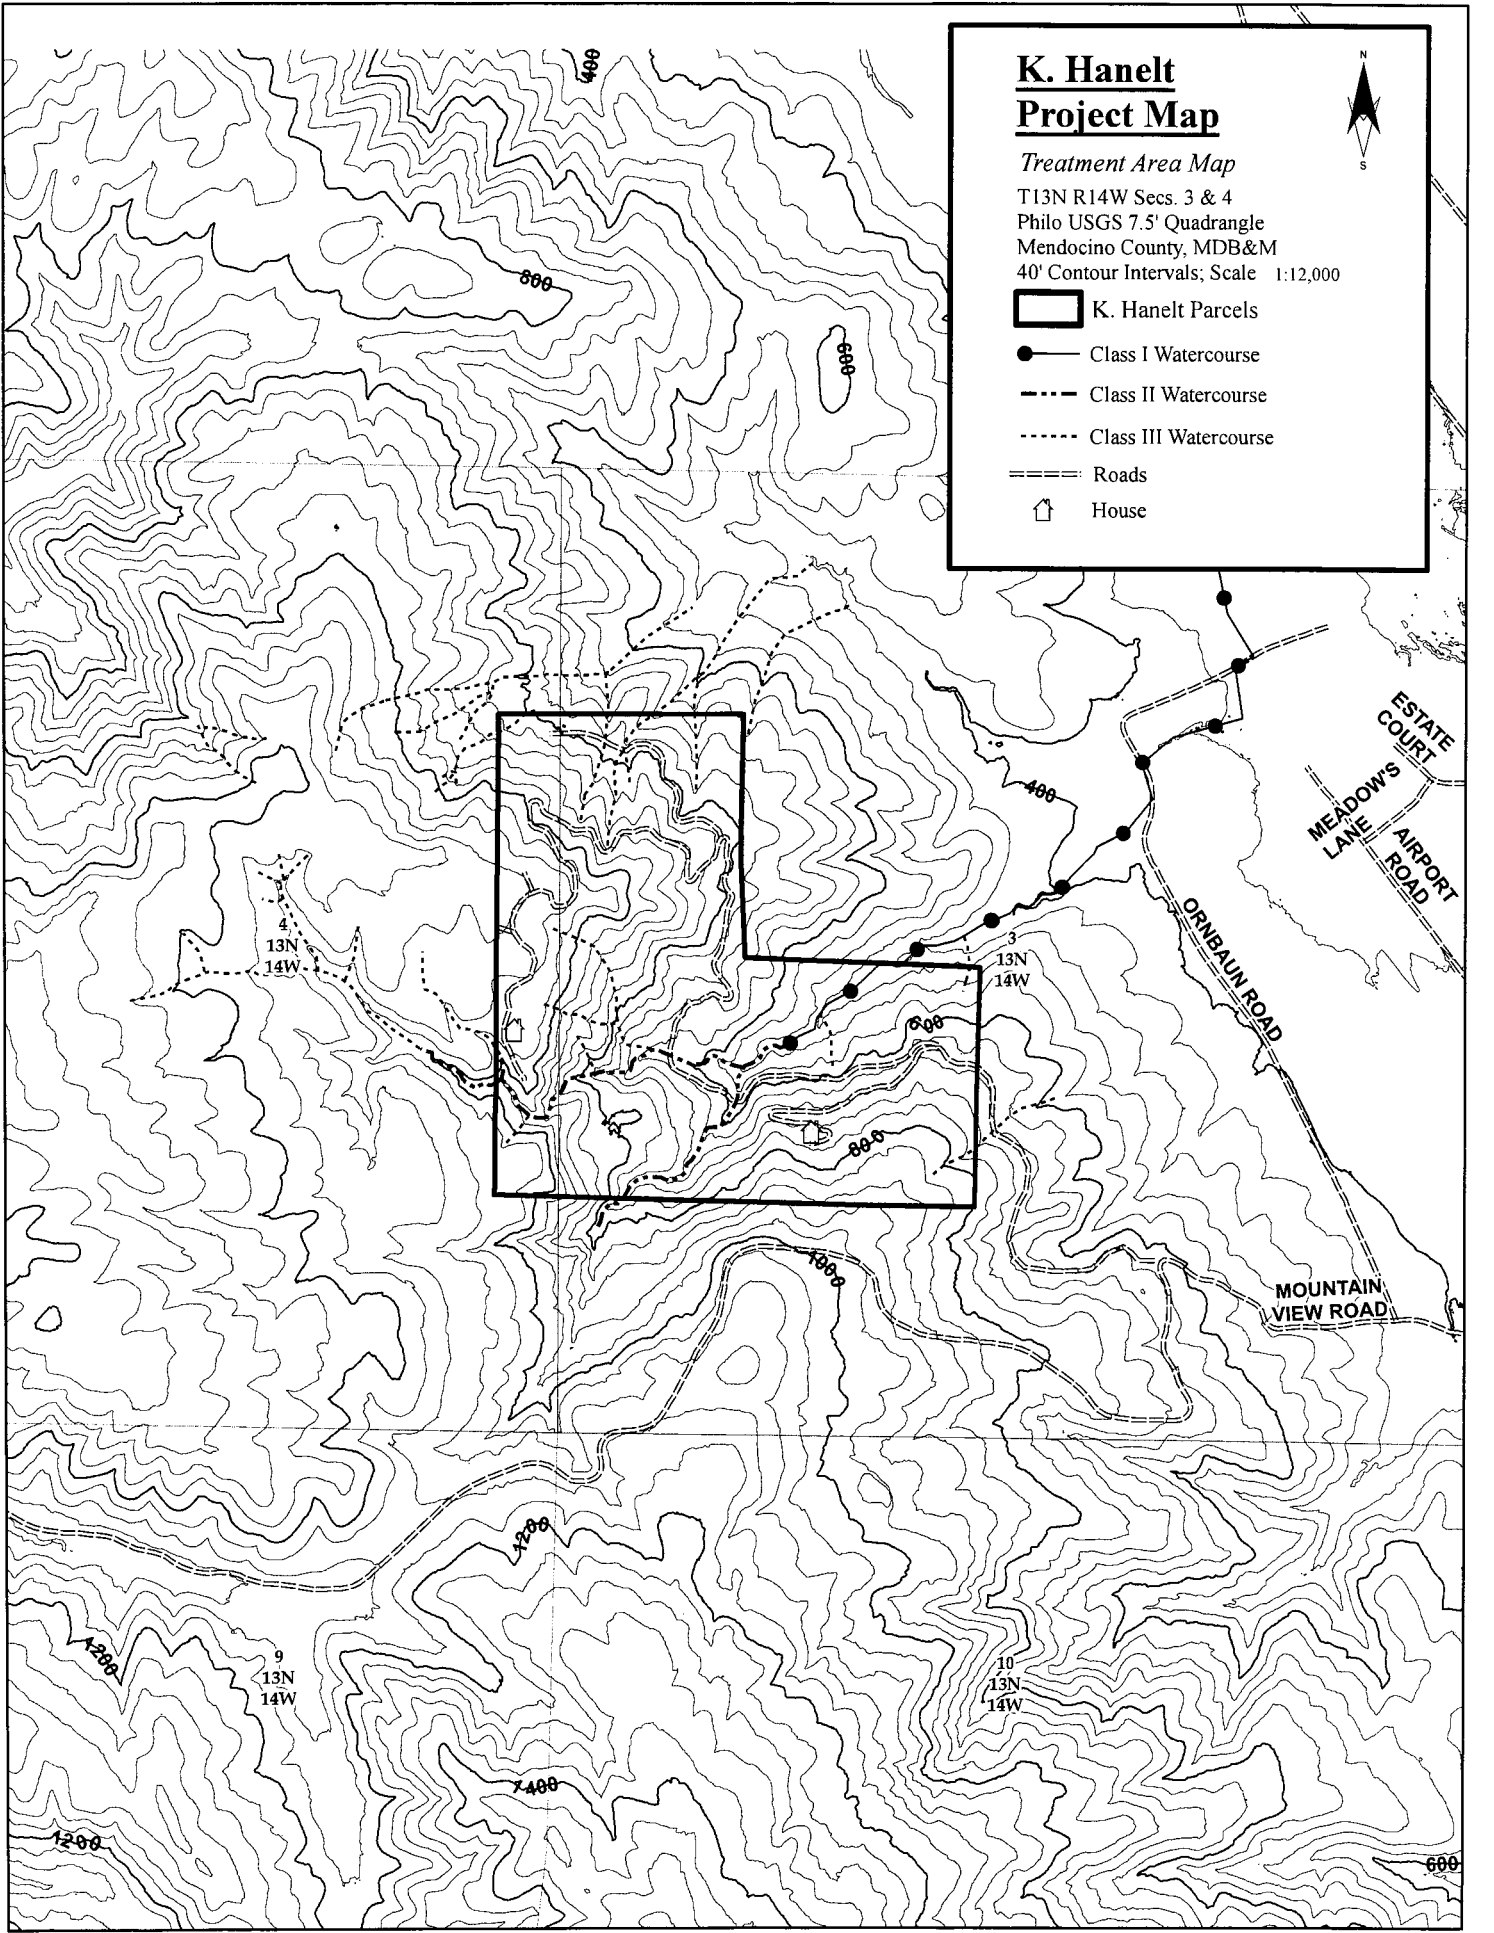 K. Hanelt
Project Map
N
S
Treatment Area Map
T13N R14W Secs. 3 & 4
Philo USGS 7.5' Quadrangle
Mendocino County, MDB&M
40' Contour Intervals; Scale 1:12,000
K. Hanelt Parcels
Class I Watercourse
Class II Watercourse
Class III Watercourse
Roads
House
400
800
600
400
ESTATE
COURT
MEADOW'S
LANE
AIRPORT
ROAD
ORNBAUN ROAD
4
13N
14W
3
13N
14W
600
800
1000
MOUNTAIN
VIEW ROAD
1200
1200
9
13N
14W
10
13N
14W
1400
1200
600